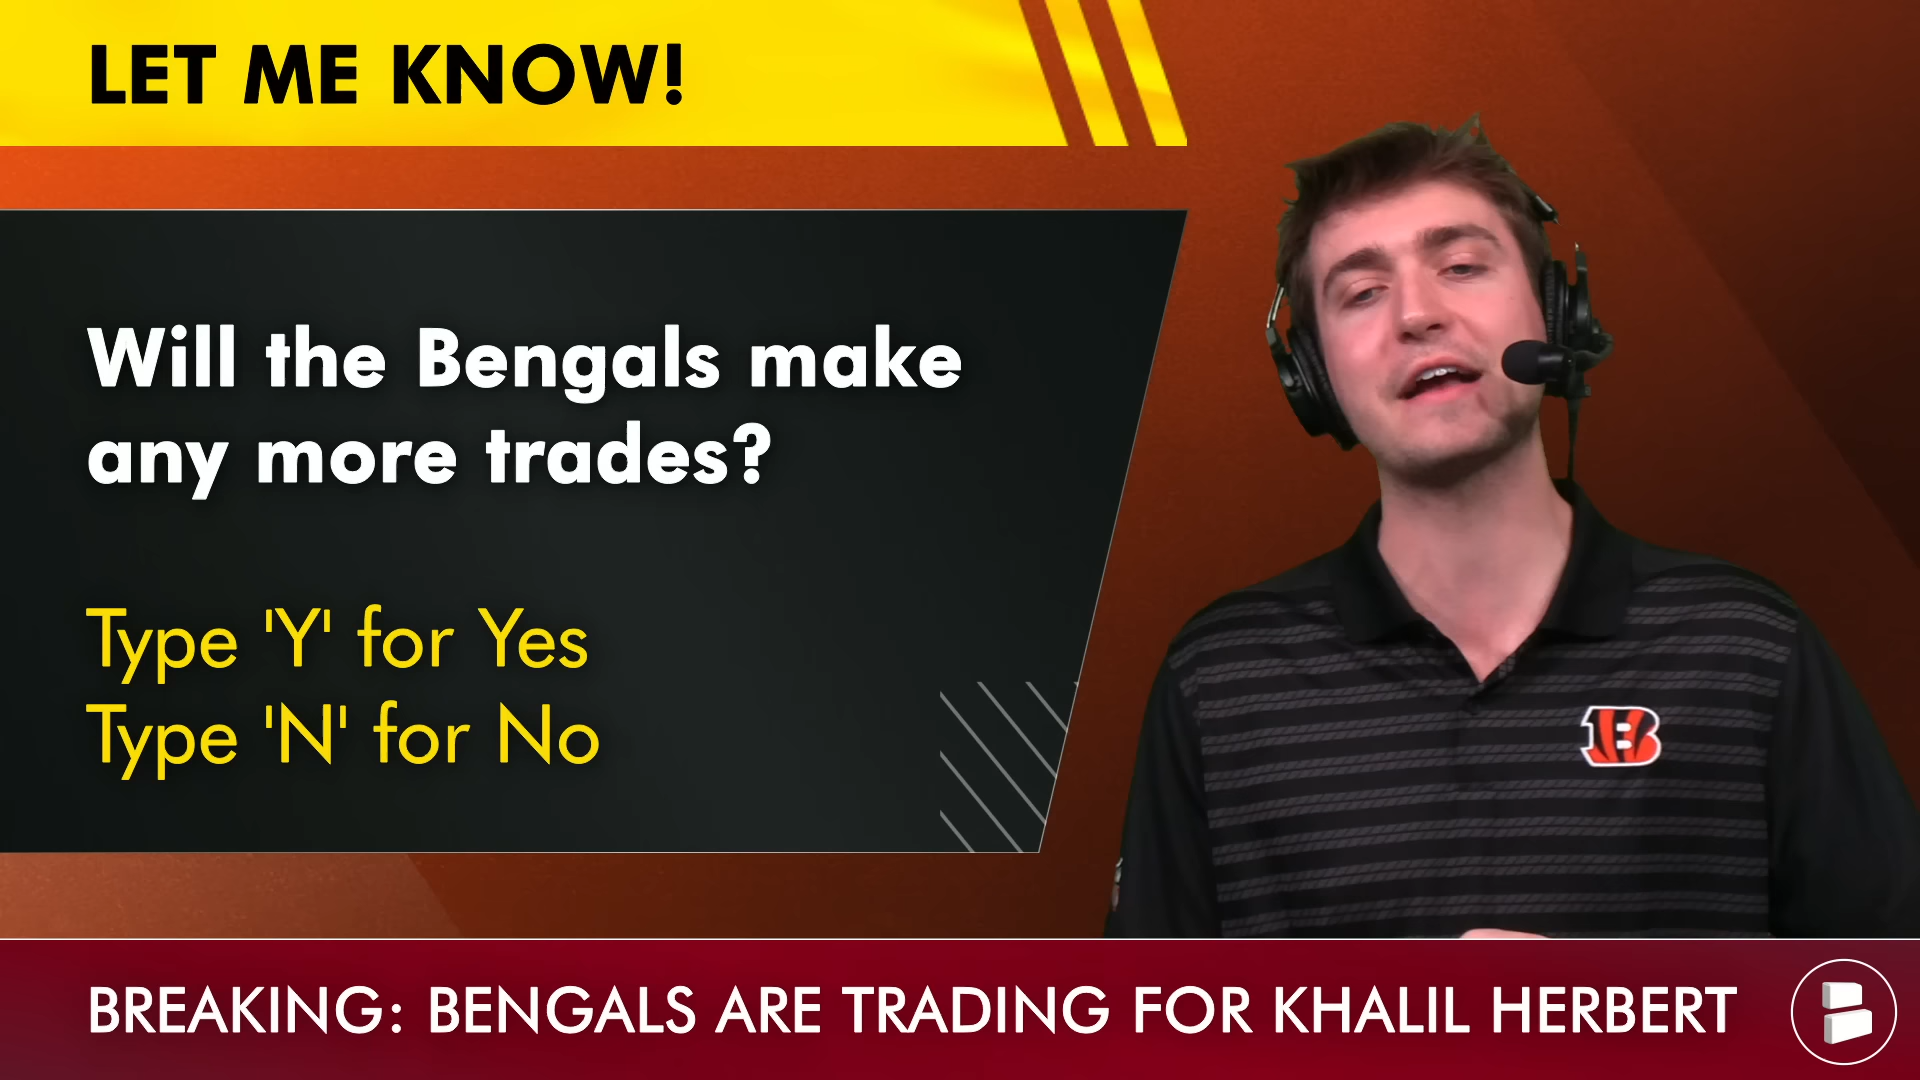 LET ME KNOW!
Will the Bengals make
any more trades?
Type 'Y' for Yes
Type 'N' for No
B
BREAKING: BENGALS ARE TRADING FOR KHALIL HERBERT